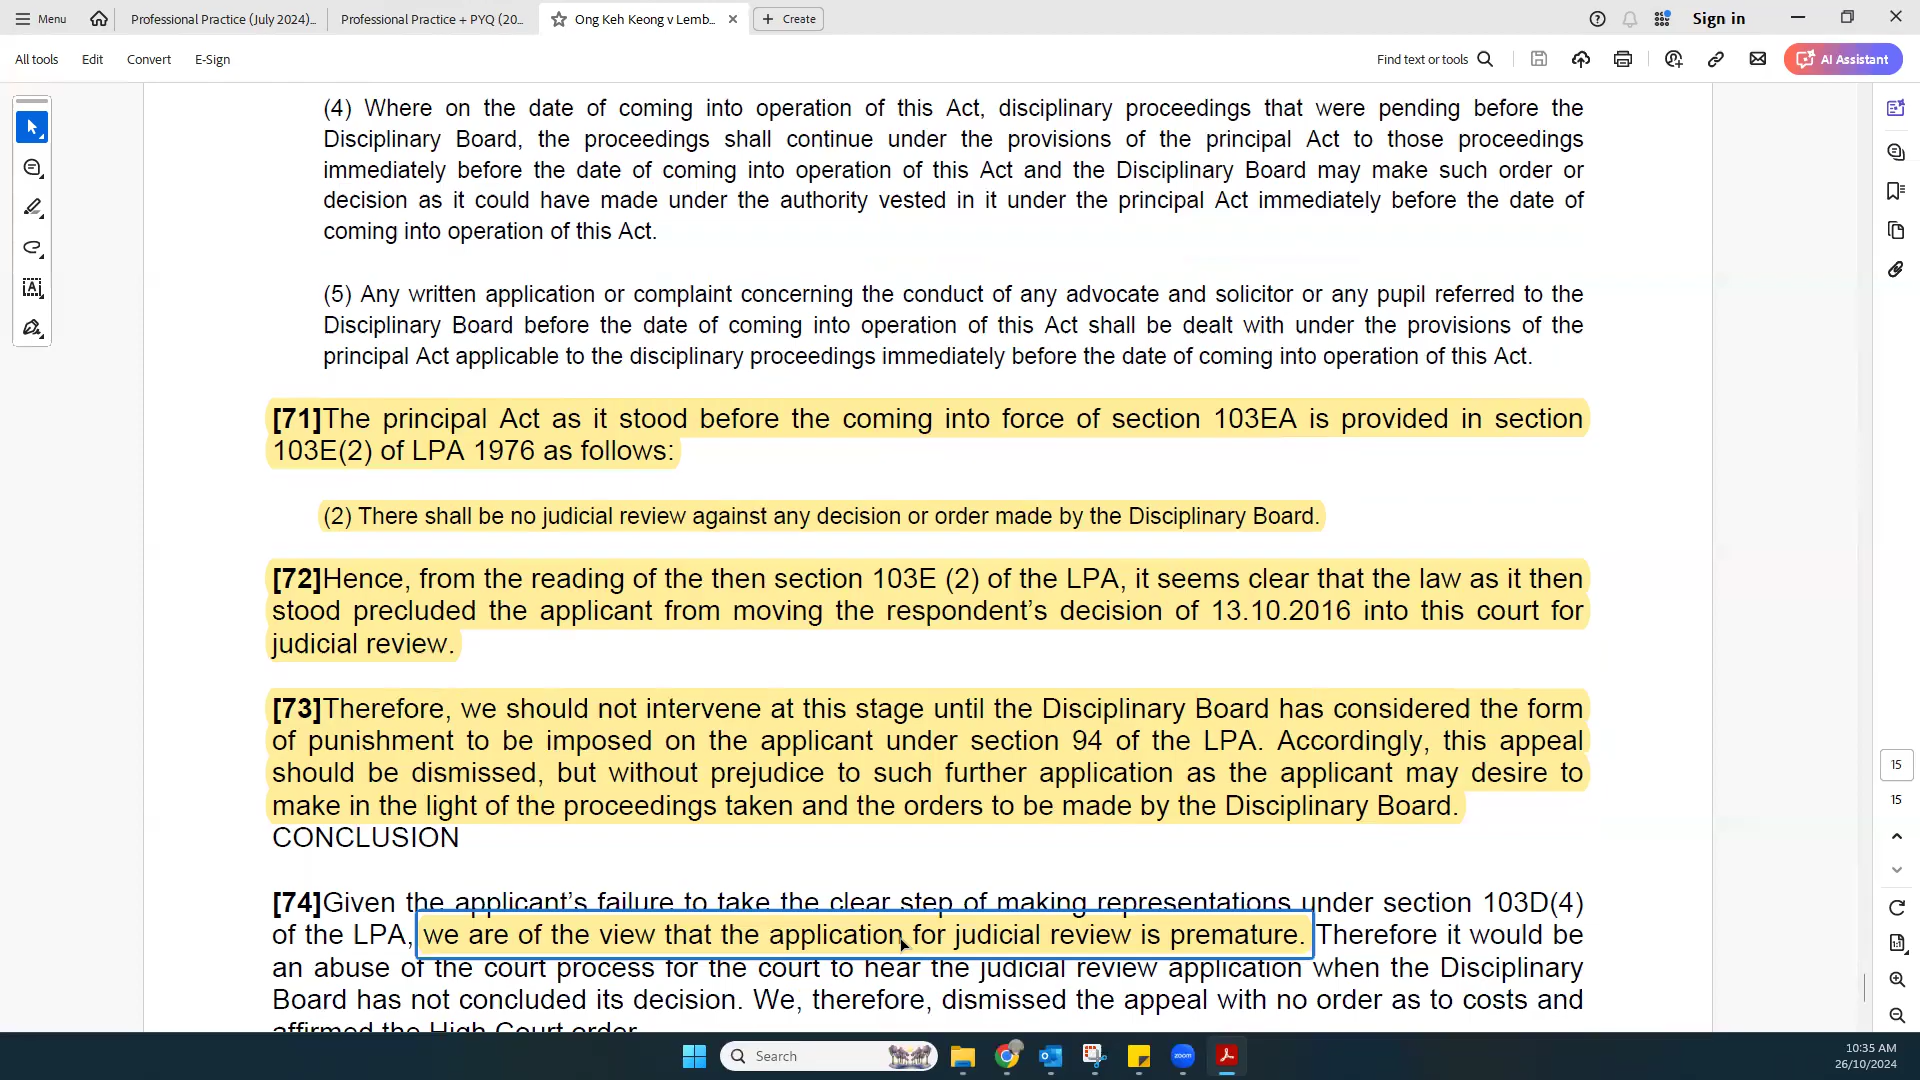 Menu
Professional Practice (July 2024)...
Professional Practice + PYQ (20...
Ong Keh Keong v Lemb...
Create
Sign in
All tools
Edit
Convert
E-Sign
Find text or tools
AI Assistant
(4) Where on the date of coming into operation of this Act, disciplinary proceedings that were pending before the
Disciplinary Board, the proceedings shall continue under the provisions of the principal Act to those proceedings
immediately before the date of coming into operation of this Act and the Disciplinary Board may make such order or
decision as it could have made under the authority vested in it under the principal Act immediately before the date of
coming into operation of this Act.
(5) Any written application or complaint concerning the conduct of any advocate and solicitor or any pupil referred to the
Disciplinary Board before the date of coming into operation of this Act shall be dealt with under the provisions of the
principal Act applicable to the disciplinary proceedings immediately before the date of coming into operation of this Act.
[71]The principal Act as it stood before the coming into force of section 103EA is provided in section
103E(2) of LPA 1976 as follows:
(2) There shall be no judicial review against any decision or order made by the Disciplinary Board.
[72]Hence, from the reading of the then section 103E (2) of the LPA, it seems clear that the law as it then
stood precluded the applicant from moving the respondent's decision of 13.10.2016 into this court for
judicial review.
[73]Therefore, we should not intervene at this stage until the Disciplinary Board has considered the form
of punishment to be imposed on the applicant under section 94 of the LPA. Accordingly, this appeal
should be dismissed, but without prejudice to such further application as the applicant may desire to
make in the light of the proceedings taken and the orders to be made by the Disciplinary Board.
CONCLUSION
[74]Given the applicant's failure to take the clear step of making representations under section 103D(4)
of the LPA, we are of the view that the application for judicial review is premature. Therefore it would be
an abuse of the court process for the court to hear the judicial review application when the Disciplinary
Board has not concluded its decision. We, therefore, dismissed the appeal with no order as to costs and
affirmed the High Court order.
15
15
Search
zoom
10:35 AM
26/10/2024